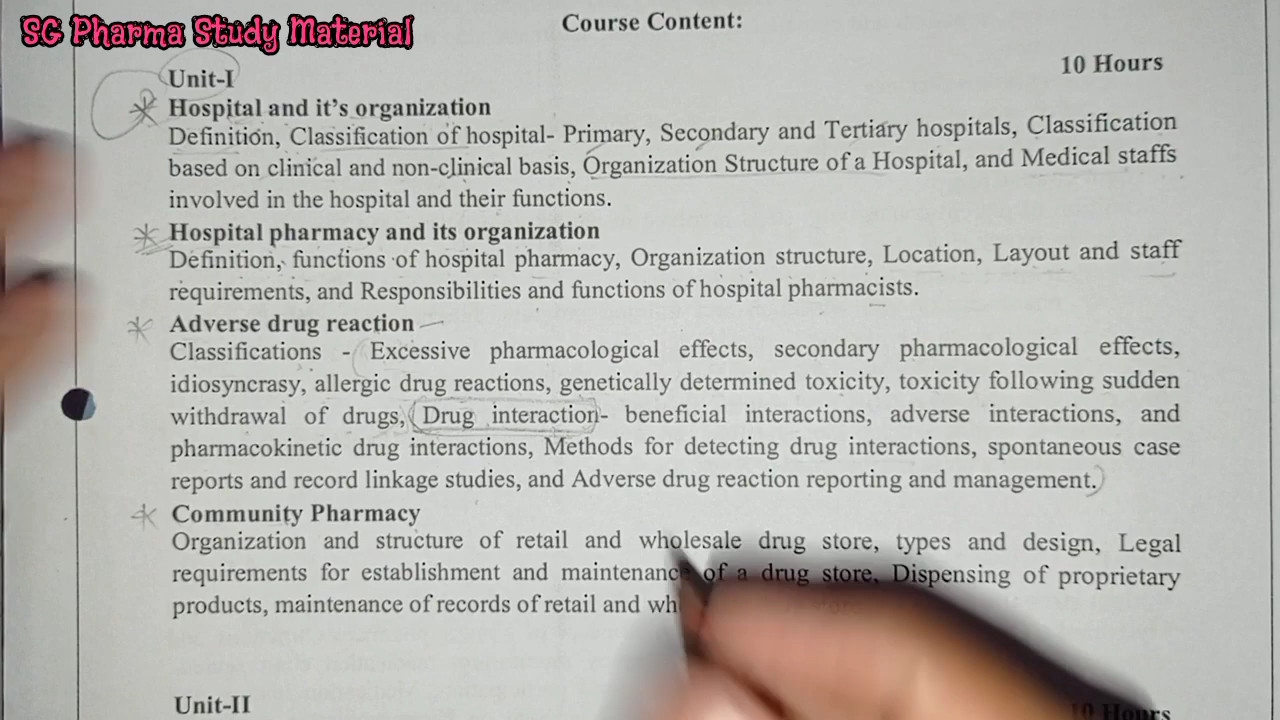 SG Pharma Study Material
Course Content:
Unit-I
10 Hours
Hospital and it's organization
Definition, Classification of hospital- Primary, Secondary and Tertiary hospitals, Classification
based on clinical and non-clinical basis, Organization Structure of a Hospital, and Medical staffs
involved in the hospital and their functions.
Hospital pharmacy and its organization
Definition, functions of hospital pharmacy, Organization structure, Location, Layout and staff
requirements, and Responsibilities and functions of hospital pharmacists.
Adverse drug reaction
Classifications - Excessive pharmacological effects, secondary pharmacological effects,
idiosyncrasy, allergic drug reactions, genetically determined toxicity, toxicity following sudden
withdrawal of drugs, Drug interaction- beneficial interactions, adverse interactions, and
pharmacokinetic drug interactions, Methods for detecting drug interactions, spontaneous case
reports and record linkage studies, and Adverse drug reaction reporting and management.
Community Pharmacy
Organization and structure of retail and wholesale drug store, types and design, Legal
requirements for establishment and maintenance of a drug store, Dispensing of proprietary
products, maintenance of records of retail and
Unit-II
10 Hours